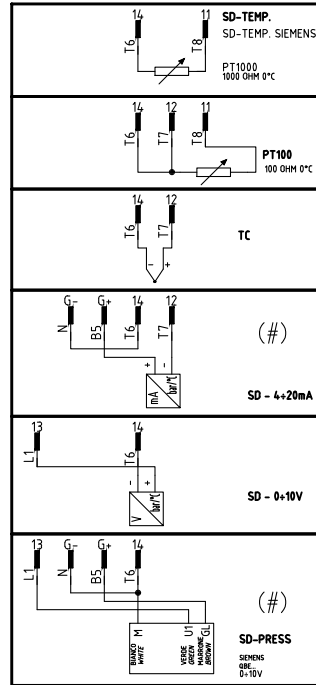 14 11 SD-TEMP.
SD-TEMP. SIEMENS
T6 T8
PT1000
1000 OHM 0°C
14 12 11
T6 T7 T8
PT100
100 OHM 0°C
14 12
T6 T7
TC
- +
G- G+ 14 12
N B5 T6 T7
(#)
+ -
mA bar/°C
SD - 4÷20mA
13 14
L1 T6
- +
V bar/°C
SD - 0÷10V
13 G- G+ 14
L1 N B5 T6
(#)
M U1 GL
BIANCO WHITE
VERDE GREEN
MARRONE BROWN
SD-PRESS
SIEMENS
QBE...
0÷10V